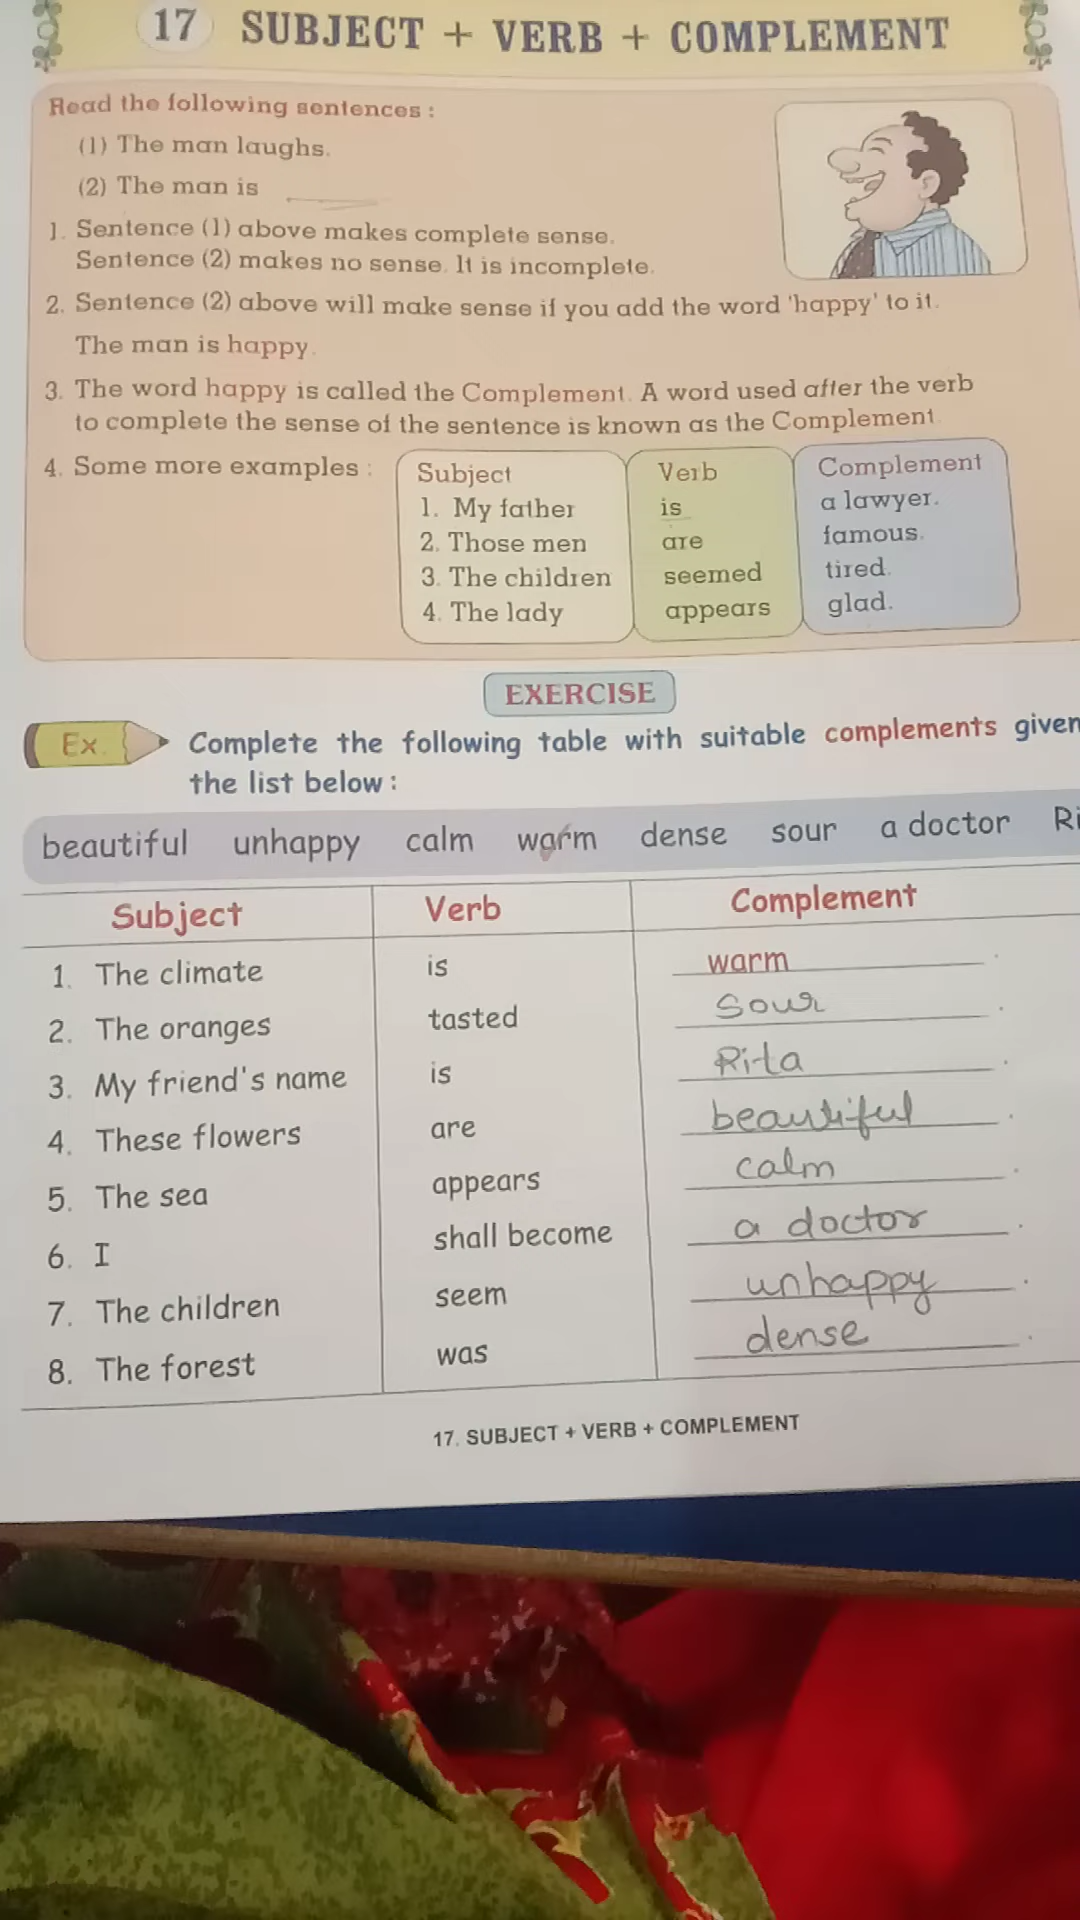 17 SUBJECT + VERB + COMPLEMENT
Read the following sentences :
(1) The man laughs.
(2) The man is
1. Sentence (1) above makes complete sense.
Sentence (2) makes no sense. It is incomplete.
2. Sentence (2) above will make sense if you add the word 'happy' to it.
The man is happy.
3. The word happy is called the Complement. A word used after the verb
to complete the sense of the sentence is known as the Complement.
4. Some more examples : Subject Verb Complement
1. My father is a lawyer.
2. Those men are famous.
3. The children seemed tired.
4. The lady appears glad.
EXERCISE
Ex. Complete the following table with suitable complements given
the list below :
beautiful unhappy calm warm dense sour a doctor
Subject Verb Complement
1. The climate is warm.
2. The oranges tasted sour.
3. My friend's name is Rita.
4. These flowers are beautiful.
5. The sea appears calm.
6. I shall become a doctor.
7. The children seem unhappy.
8. The forest was dense.
17. SUBJECT + VERB + COMPLEMENT